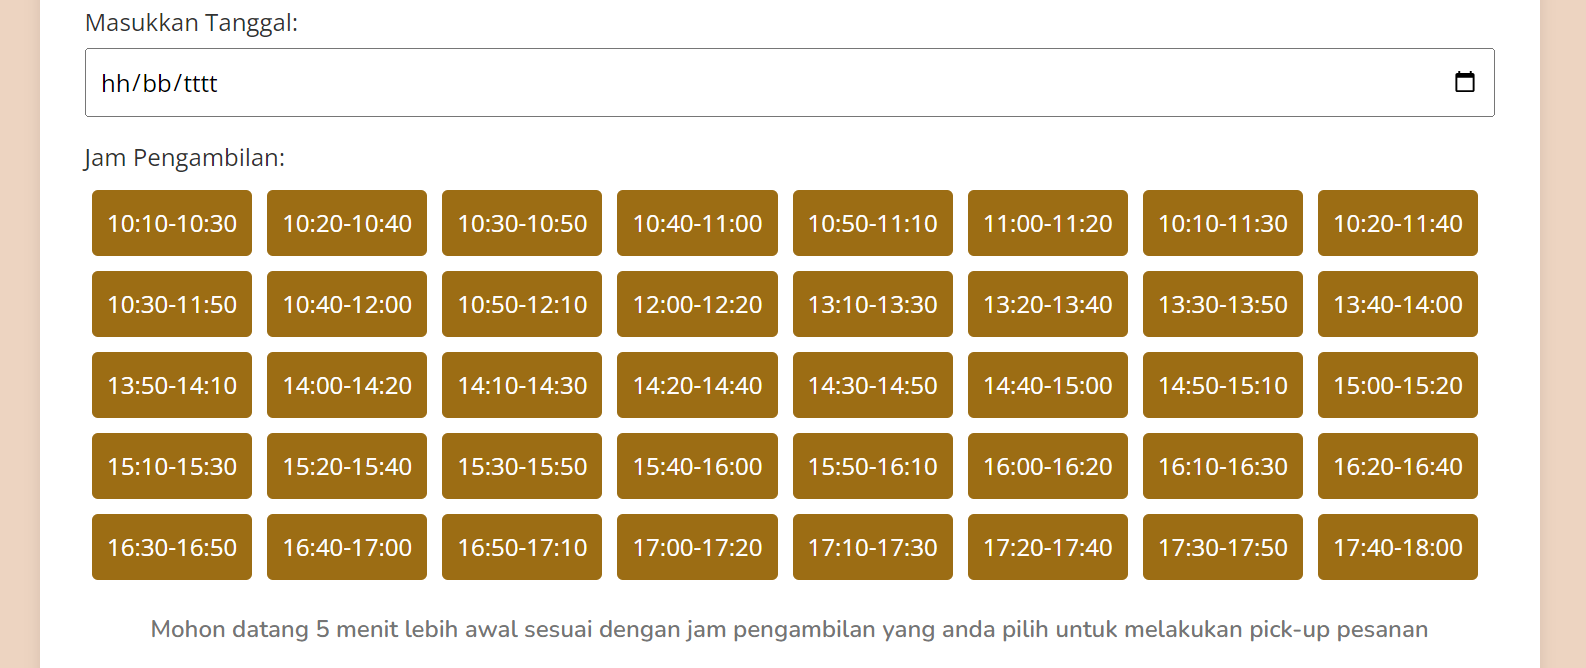 Masukkan Tanggal:
hh/bb/tttt
Jam Pengambilan:
10:10-10:30 10:20-10:40 10:30-10:50 10:40-11:00 10:50-11:10 11:00-11:20 10:10-11:30 10:20-11:40
10:30-11:50 10:40-12:00 10:50-12:10 12:00-12:20 13:10-13:30 13:20-13:40 13:30-13:50 13:40-14:00
13:50-14:10 14:00-14:20 14:10-14:30 14:20-14:40 14:30-14:50 14:40-15:00 14:50-15:10 15:00-15:20
15:10-15:30 15:20-15:40 15:30-15:50 15:40-16:00 15:50-16:10 16:00-16:20 16:10-16:30 16:20-16:40
16:30-16:50 16:40-17:00 16:50-17:10 17:00-17:20 17:10-17:30 17:20-17:40 17:30-17:50 17:40-18:00
Mohon datang 5 menit lebih awal sesuai dengan jam pengambilan yang anda pilih untuk melakukan pick-up pesanan